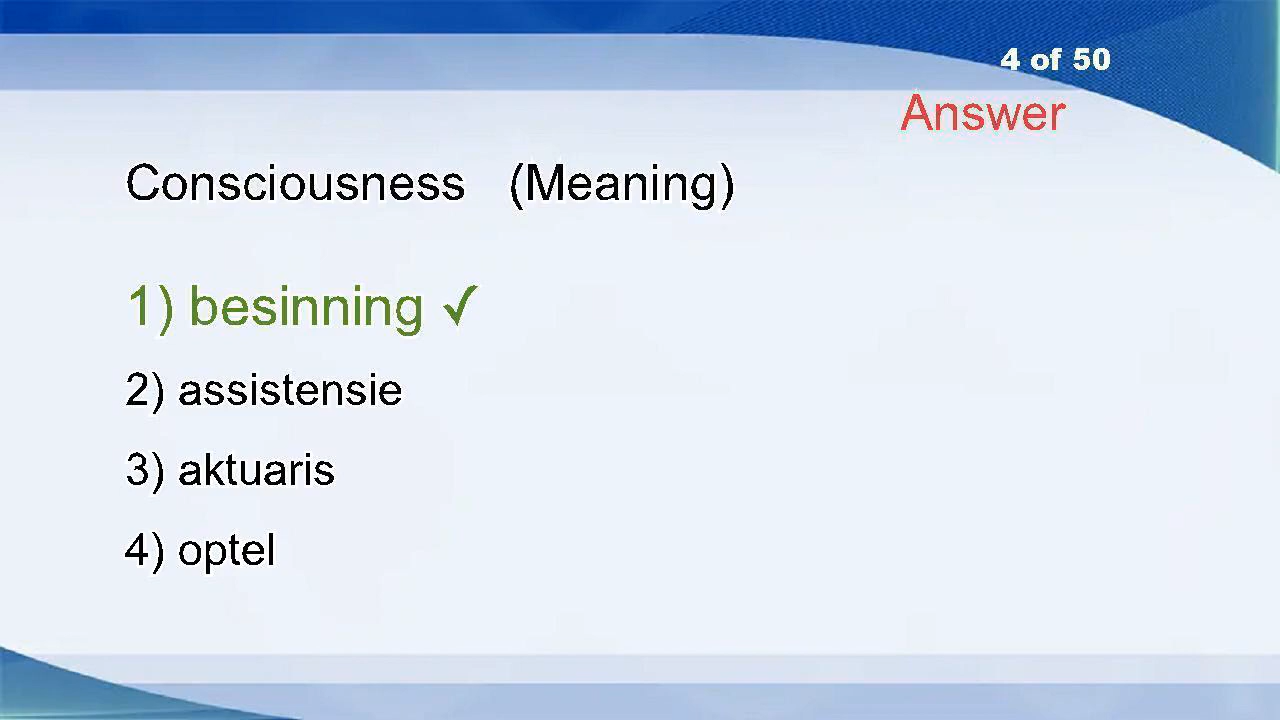 4 of 50
Answer
Consciousness (Meaning)
1) besinning ✓
2) assistensie
3) aktuaris
4) optel